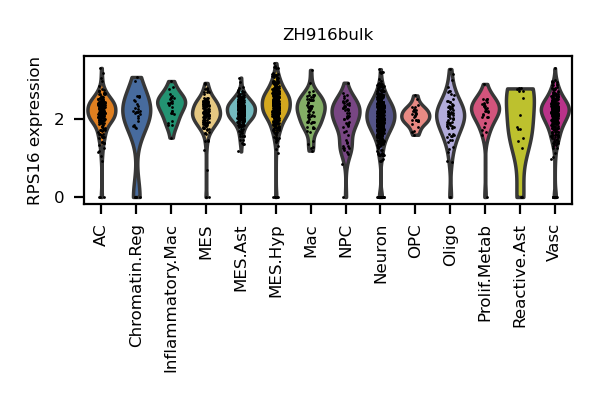 ZH916bulk
RPS16 expression
2
0
AC
Chromatin.Reg
Inflammatory.Mac
MES
MES.Ast
MES.Hyp
Mac
NPC
Neuron
OPC
Oligo
Prolif.Metab
Reactive.Ast
Vasc